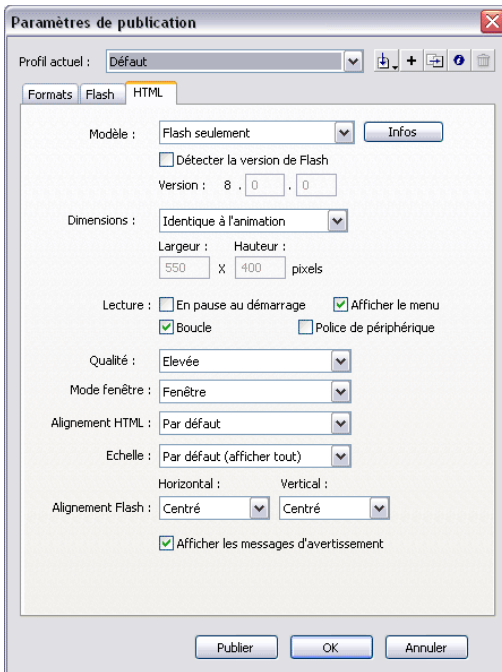 Paramètres de publication
Profil actuel : Défaut
Formats Flash HTML
Modèle : Flash seulement Infos
Détecter la version de Flash
Version : 8 . 0 . 0
Dimensions : Identique à l'animation
Largeur : Hauteur :
550 X 400 pixels
Lecture : En pause au démarrage Afficher le menu
Boucle Police de périphérique
Qualité : Elevée
Mode fenêtre : Fenêtre
Alignement HTML : Par défaut
Echelle : Par défaut (afficher tout)
Horizontal : Vertical :
Alignement Flash : Centré Centré
Afficher les messages d'avertissement
Publier OK Annuler